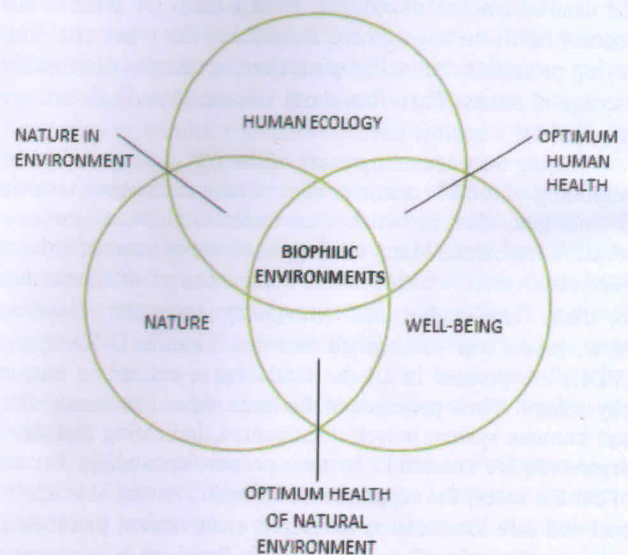 HUMAN ECOLOGY
NATURE IN
ENVIRONMENT
OPTIMUM
HUMAN
HEALTH
BIOPHILIC
ENVIRONMENTS
NATURE
WELL-BEING
OPTIMUM HEALTH
OF NATURAL
ENVIRONMENT